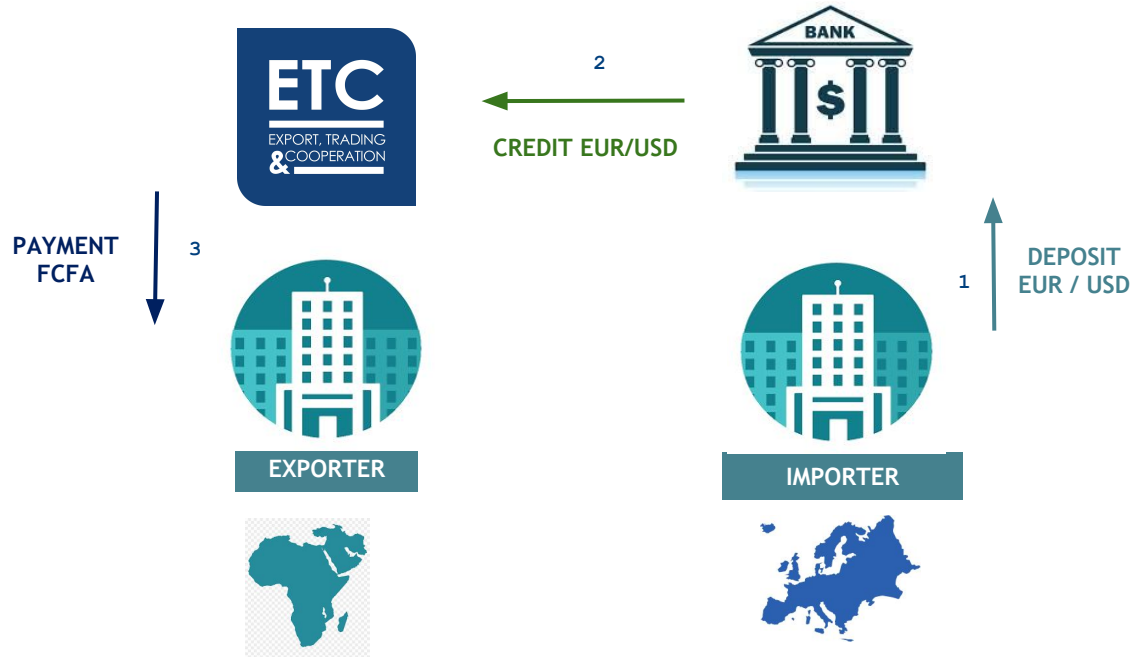 ETC
EXPORT, TRADING
& COOPERATION
2
CREDIT EUR/USD
BANK
$
PAYMENT
FCFA
3
1
DEPOSIT
EUR / USD
EXPORTER
IMPORTER